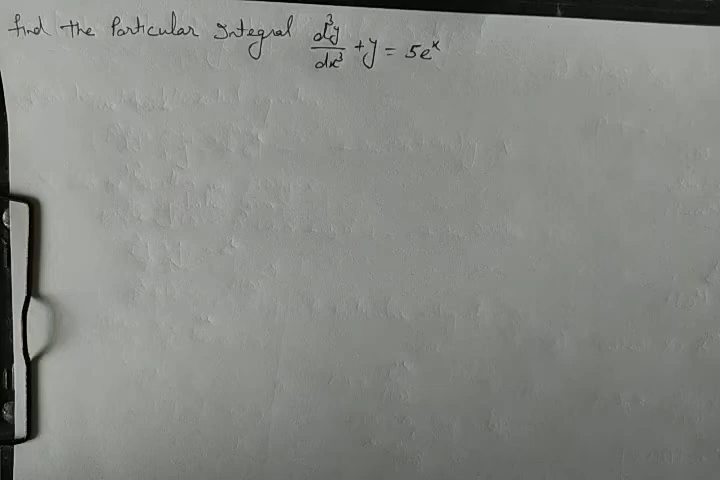 find the Particular Integral d³y/dx³ + y = 5eˣ